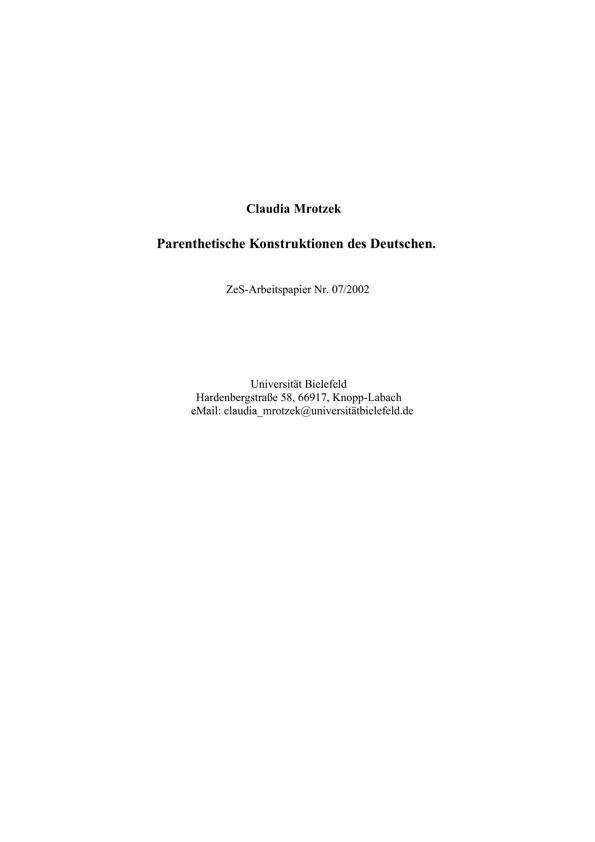 Claudia Mrotzek
Parenthetische Konstruktionen des Deutschen.
ZeS-Arbeitspapier Nr. 07/2002
Universität Bielefeld
Hardenbergstraße 58, 66917, Knopp-Labach
eMail: claudia_mrotzek@universitätbielefeld.de